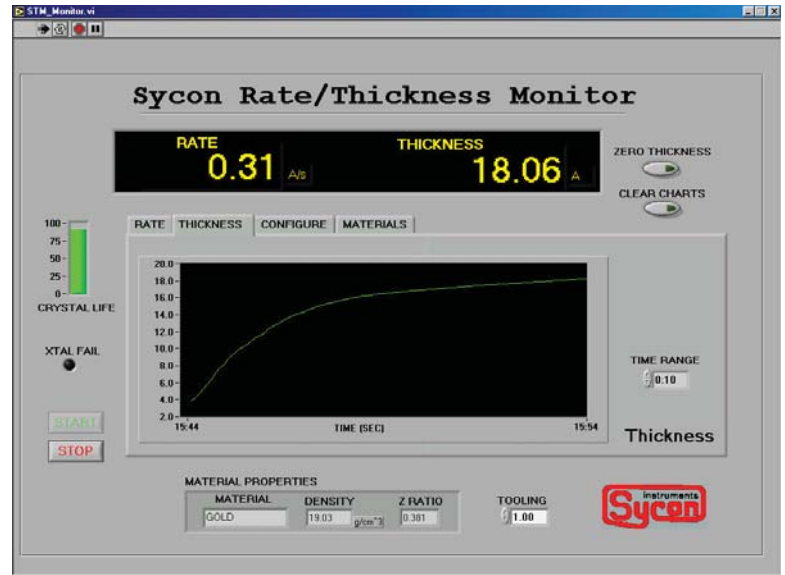 STM_Monitor.vi
Sycon Rate/Thickness Monitor
RATE
0.31 A/s
THICKNESS
18.06 A
ZERO THICKNESS
CLEAR CHARTS
100
75
50
25
0
CRYSTAL LIFE
XTAL FAIL
START
STOP
RATE THICKNESS CONFIGURE MATERIALS
20.0
18.0
16.0
14.0
12.0
10.0
8.0
6.0
4.0
2.0
15:44 TIME (SEC) 15:54
TIME RANGE
0:10
Thickness
MATERIAL PROPERTIES
MATERIAL DENSITY Z RATIO
GOLD 19.03 g/cm^3 0.381
TOOLING
1.00
instruments
Sycon